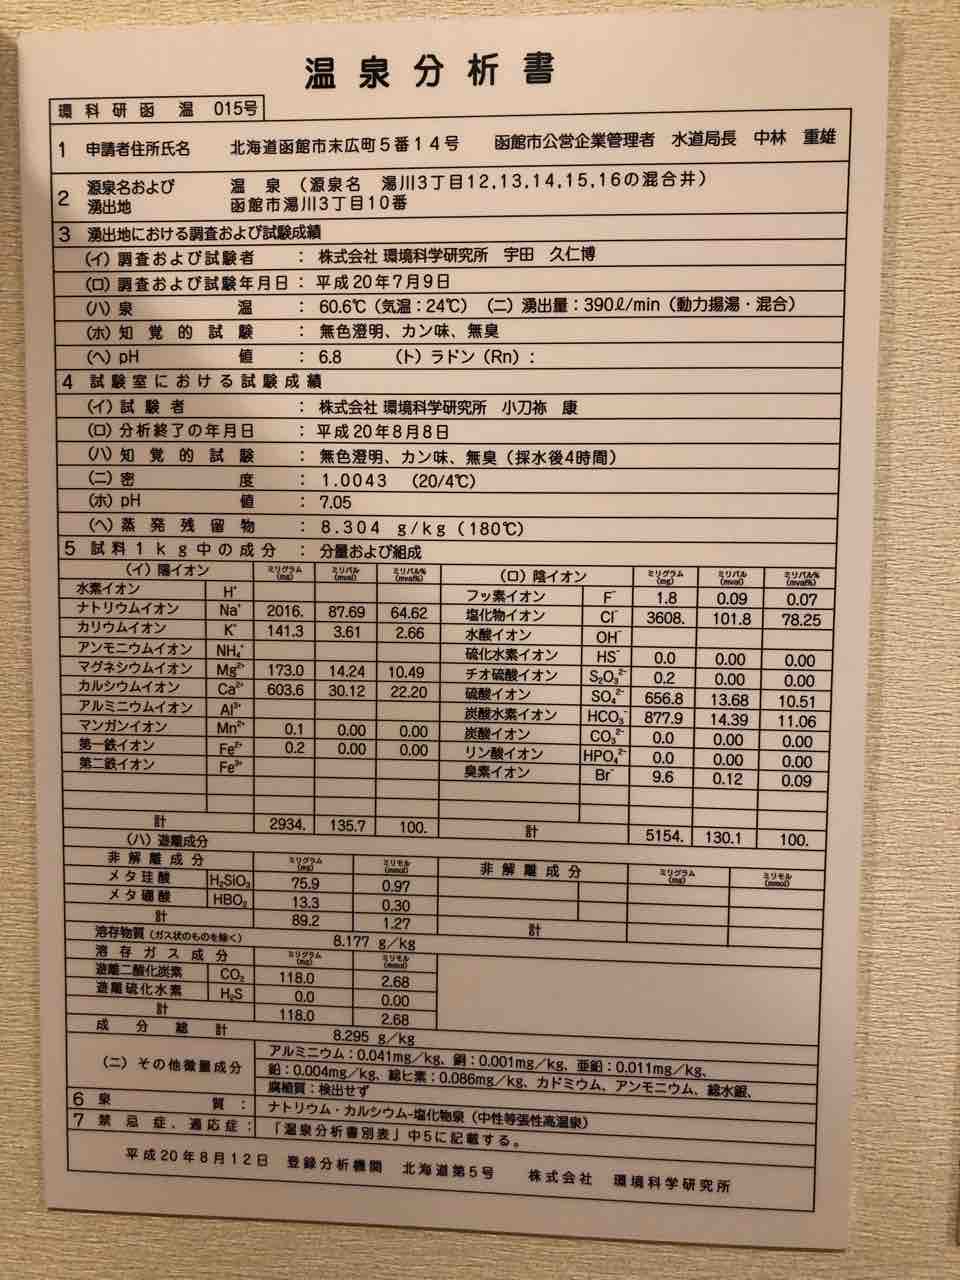 温泉分析書
環科研函 温 015号
1 申請者住所氏名 北海道函館市末広町5番14号 函館市公営企業管理者 水道局長 中林 重雄
2 源泉名および湧出地 温泉 (源泉名 湯川3丁目12,13,14,15,16の混合井)
函館市湯川3丁目10番
3 湧出地における調査および試験成績
(イ)調査および試験者 : 株式会社 環境科学研究所 宇田 久仁博
(ロ)調査および試験年月日 : 平成20年7月9日
(ハ)泉温 : 60.6℃(気温:24℃) (ニ)湧出量:390ℓ/min(動力揚湯・混合)
(ホ)知覚的試験 : 無色澄明、カン味、無臭
(ヘ)pH値 : 6.8 (ト)ラドン(Rn):
4 試験室における試験成績
(イ)試験者 : 株式会社 環境科学研究所 小刀祢 康
(ロ)分析終了の年月日 : 平成20年8月8日
(ハ)知覚的試験 : 無色澄明、カン味、無臭(採水後4時間)
(ニ)密度 : 1.0043 (20/4℃)
(ホ)pH値 : 7.05
(ヘ)蒸発残留物 : 8.304 g/kg(180℃)
5 試料1kg中の成分 : 分量および組成
(イ)陽イオン ミリグラム(mg) ミリバル(mval) ミリバル%(mval%)
水素イオン H⁺
ナトリウムイオン Na⁺ 2016. 87.69 64.62
カリウムイオン K⁺ 141.3 3.61 2.66
アンモニウムイオン NH₄⁺
マグネシウムイオン Mg²⁺ 173.0 14.24 10.49
カルシウムイオン Ca²⁺ 603.6 30.12 22.20
アルミニウムイオン Al³⁺
マンガンイオン Mn²⁺ 0.1 0.00 0.00
第一鉄イオン Fe²⁺ 0.2 0.00 0.00
第二鉄イオン Fe³⁺
計 2934. 135.7 100.
(ロ)陰イオン ミリグラム(mg) ミリバル(mval) ミリバル%(mval%)
フッ素イオン F⁻ 1.8 0.09 0.07
塩化物イオン Cl⁻ 3608. 101.8 78.25
水酸イオン OH⁻
硫化水素イオン HS⁻ 0.0 0.00 0.00
チオ硫酸イオン S₂O₃²⁻ 0.2 0.00 0.00
硫酸イオン SO₄²⁻ 656.8 13.68 10.51
炭酸水素イオン HCO₃⁻ 877.9 14.39 11.06
炭酸イオン CO₃²⁻ 0.0 0.00 0.00
リン酸イオン HPO₄²⁻ 0.0 0.00 0.00
臭素イオン Br⁻ 9.6 0.12 0.09
計 5154. 130.1 100.
(ハ)遊離成分
非解離成分 ミリグラム(mg) ミリモル(mmol) 非解離成分 ミリグラム(mg) ミリモル(mmol)
メタ珪酸 H₂SiO₃ 75.9 0.97
メタ硼酸 HBO₂ 13.3 0.30
計 89.2 1.27 計
溶存物質(ガス状のものを除く) 8.177 g/kg
溶存ガス成分 ミリグラム(mg) ミリモル(mmol)
遊離二酸化炭素 CO₂ 118.0 2.68
遊離硫化水素 H₂S 0.0 0.00
計 118.0 2.68
成分総計 8.295 g/kg
(ニ)その他微量成分 アルミニウム:0.041mg/kg、銅:0.001mg/kg、亜鉛:0.011mg/kg、
鉛:0.004mg/kg、総ヒ素:0.086mg/kg、カドミウム、アンモニウム、総水銀、
腐植質:検出せず
6 泉質 : ナトリウム・カルシウム-塩化物泉(中性等張性高温泉)
7 禁忌症、適応症: 「温泉分析書別表」中5に記載する。
平成20年8月12日 登録分析機関 北海道第5号 株式会社 環境科学研究所